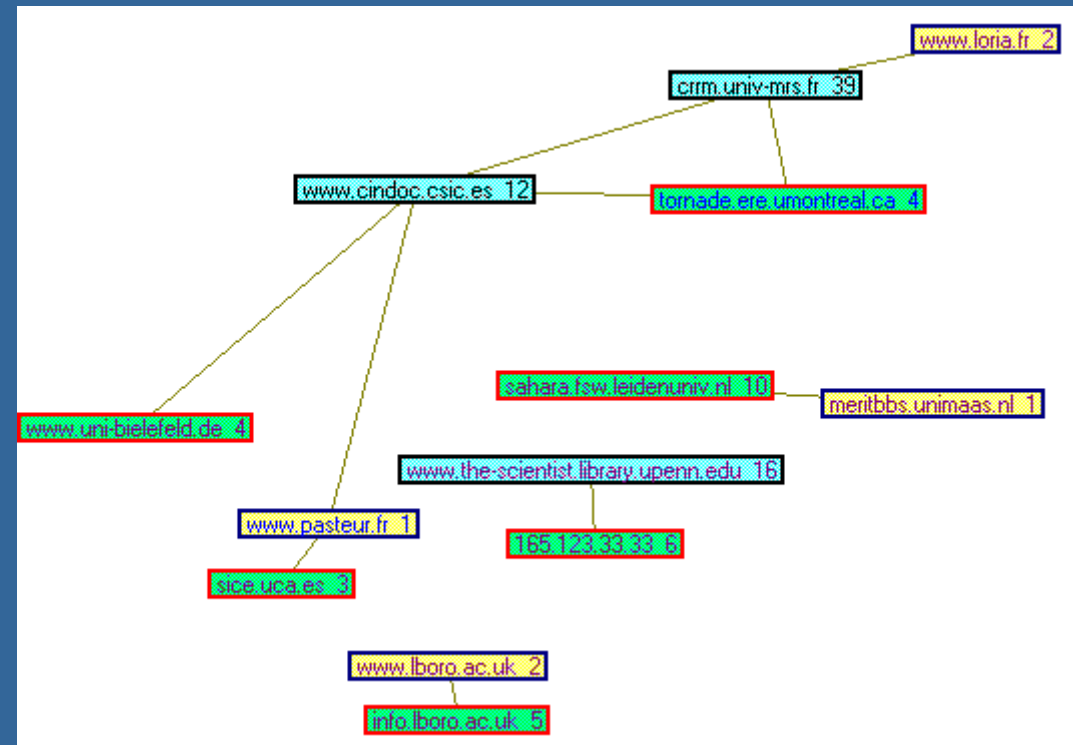 www.loria.fr 2
crrm.univ-mrs.fr 39
www.cindoc.csic.es 12
tornade.ere.umontreal.ca 4
sahara.fsw.leidenuniv.nl 10
meritbbs.unimaas.nl 1
www.uni-bielefeld.de 4
www.the-scientist.library.upenn.edu 16
www.pasteur.fr 1
165.123.33.33 6
sice.uca.es 3
www.lboro.ac.uk 2
info.lboro.ac.uk 5